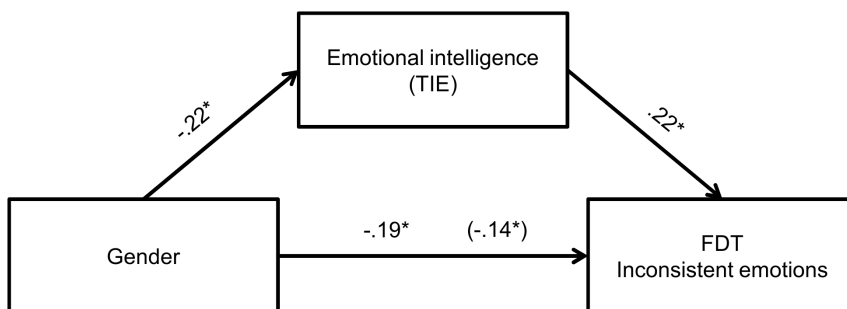 Emotional intelligence
(TIE)
-.22*
.22*
-.19* (-.14*)
Gender
FDT
Inconsistent emotions